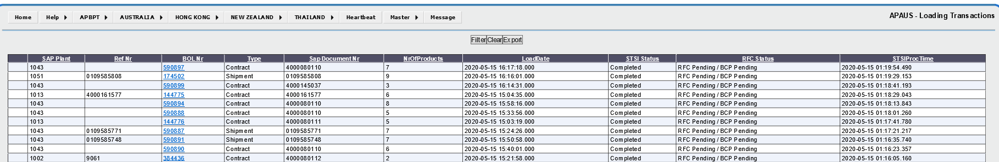 Home Help APBPT AUSTRALIA HONG KONG NEW ZEALAND THAILAND Heartbeat Master Message APAUS - Loading Transactions
Filter Clear Export
SAP Plant Ref Nr BOL Nr Type Sap Document Nr NrOfProducts LoadDate STSI Status RFC Status STSIProcTime
1043 590897 Contract 4000080110 7 2020-05-15 16:17:18.000 Completed RFC Pending / BCP Pending 2020-05-15 01:19:54.490
1051 0109585808 174502 Shipment 0109585808 9 2020-05-15 16:16:01.000 Completed RFC Pending / BCP Pending 2020-05-15 01:19:29.153
1043 590899 Contract 4000145037 3 2020-05-15 16:14:31.000 Completed RFC Pending / BCP Pending 2020-05-15 01:18:41.193
1013 4000161577 144775 Contract 4000161577 6 2020-05-15 15:04:35.000 Completed RFC Pending / BCP Pending 2020-05-15 01:18:29.043
1043 590894 Contract 4000080110 8 2020-05-15 15:58:16.000 Completed RFC Pending / BCP Pending 2020-05-15 01:18:13.843
1043 590888 Contract 4000080110 5 2020-05-15 15:33:56.000 Completed RFC Pending / BCP Pending 2020-05-15 01:18:01.260
1013 144776 Contract 4000080111 5 2020-05-15 15:03:19.000 Completed RFC Pending / BCP Pending 2020-05-15 01:17:41.780
1043 0109585771 590887 Shipment 0109585771 7 2020-05-15 15:24:26.000 Completed RFC Pending / BCP Pending 2020-05-15 01:17:21.217
1043 0109585748 590891 Shipment 0109585748 7 2020-05-15 15:50:58.000 Completed RFC Pending / BCP Pending 2020-05-15 01:16:35.740
1043 590890 Contract 4000080110 6 2020-05-15 15:40:01.000 Completed RFC Pending / BCP Pending 2020-05-15 01:16:23.357
1002 9061 384436 Contract 4000080112 2 2020-05-15 15:21:58.000 Completed RFC Pending / BCP Pending 2020-05-15 01:16:05.160